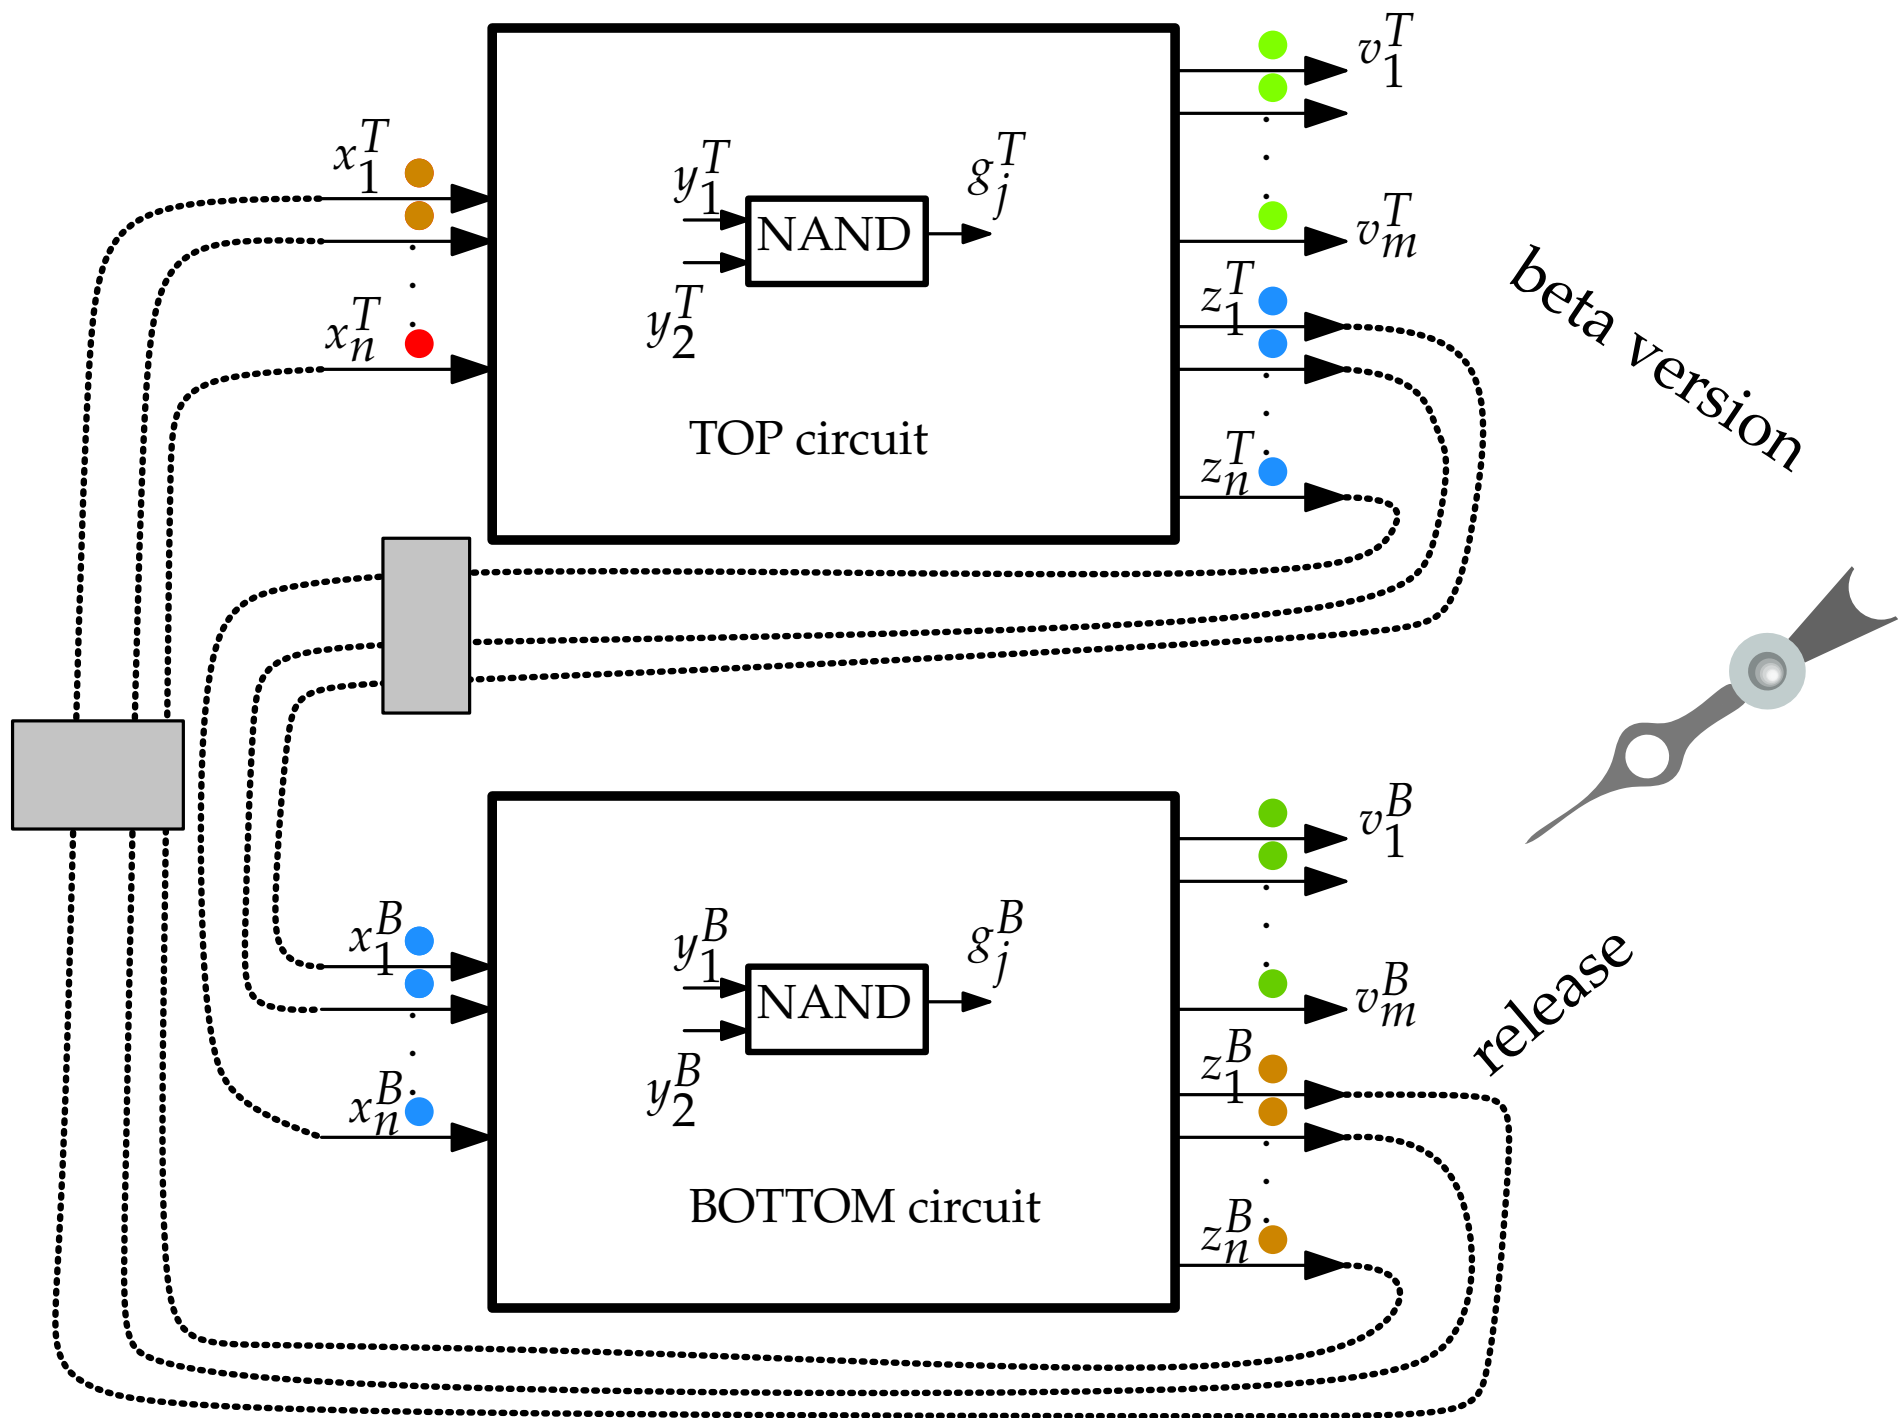 x_1^T
x_n^T
y_1^T
NAND
g_j^T
y_2^T
TOP circuit
v_1^T
v_m^T
z_1^T
z_n^T
beta version
x_1^B
x_n^B
y_1^B
NAND
g_j^B
y_2^B
BOTTOM circuit
v_1^B
v_m^B
z_1^B
z_n^B
release